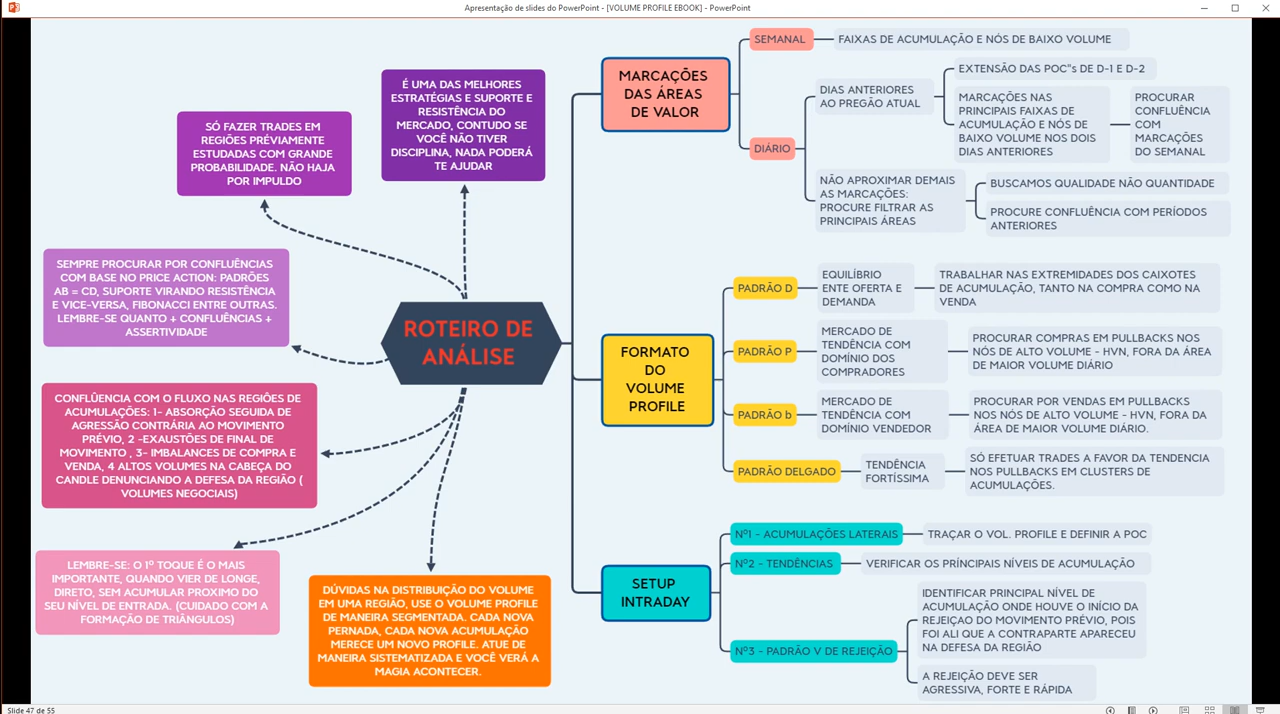 Apresentação de slides do PowerPoint - [VOLUME PROFILE EBOOK] - PowerPoint
É UMA DAS MELHORES
ESTRATÉGIAS E SUPORTE E
RESISTÊNCIA DO
MERCADO, CONTUDO SE
VOCÊ NÃO TIVER
DISCIPLINA, NADA PODERÁ
TE AJUDAR
SÓ FAZER TRADES EM
REGIÕES PRÉVIAMENTE
ESTUDADAS COM GRANDE
PROBABILIDADE. NÃO HAJA
POR IMPULDO
SEMPRE PROCURAR POR CONFLUÊNCIAS
COM BASE NO PRICE ACTION: PADRÕES
AB = CD, SUPORTE VIRANDO RESISTÊNCIA
E VICE-VERSA, FIBONACCI ENTRE OUTRAS.
LEMBRE-SE QUANTO + CONFLUÊNCIAS +
ASSERTIVIDADE
ROTEIRO DE
ANÁLISE
CONFLÛENCIA COM O FLUXO NAS REGIÕES DE
ACUMULAÇÕES: 1- ABSORÇÃO SEGUIDA DE
AGRESSÃO CONTRÁRIA AO MOVIMENTO
PRÉVIO, 2 -EXAUSTÕES DE FINAL DE
MOVIMENTO , 3- IMBALANCES DE COMPRA E
VENDA, 4 ALTOS VOLUMES NA CABEÇA DO
CANDLE DENUNCIANDO A DEFESA DA REGIÃO (
VOLUMES NEGOCIAIS)
LEMBRE-SE: O 1º TOQUE É O MAIS
IMPORTANTE, QUANDO VIER DE LONGE,
DIRETO, SEM ACUMULAR PROXIMO DO
SEU NÍVEL DE ENTRADA. (CUIDADO COM A
FORMAÇÃO DE TRIÂNGULOS)
DÚVIDAS NA DISTRIBUIÇÃO DO VOLUME
EM UMA REGIÃO, USE O VOLUME PROFILE
DE MANEIRA SEGMENTADA. CADA NOVA
PERNADA, CADA NOVA ACUMULAÇÃO
MERECE UM NOVO PROFILE. ATUE DE
MANEIRA SISTEMATIZADA E VOCÊ VERÁ A
MAGIA ACONTECER.
MARCAÇÕES
DAS ÁREAS
DE VALOR
SEMANAL
FAIXAS DE ACUMULAÇÃO E NÓS DE BAIXO VOLUME
DIÁRIO
DIAS ANTERIORES
AO PREGÃO ATUAL
EXTENSÃO DAS POC"s DE D-1 E D-2
MARCAÇÕES NAS
PRINCIPAIS FAIXAS DE
ACUMULAÇÃO E NÓS DE
BAIXO VOLUME NOS DOIS
DIAS ANTERIORES
PROCURAR
CONFLUÊNCIA
COM
MARCAÇÕES
DO SEMANAL
NÃO APROXIMAR DEMAIS
AS MARCAÇÕES:
PROCURE FILTRAR AS
PRINCIPAIS ÁREAS
BUSCAMOS QUALIDADE NÃO QUANTIDADE
PROCURE CONFLUÊNCIA COM PERÍODOS
ANTERIORES
FORMATO
DO
VOLUME
PROFILE
PADRÃO D
EQUILÍBRIO
ENTE OFERTA E
DEMANDA
TRABALHAR NAS EXTREMIDADES DOS CAIXOTES
DE ACUMULAÇÃO, TANTO NA COMPRA COMO NA
VENDA
PADRÃO P
MERCADO DE
TENDÊNCIA COM
DOMÍNIO DOS
COMPRADORES
PROCURAR COMPRAS EM PULLBACKS NOS
NÓS DE ALTO VOLUME - HVN, FORA DA ÁREA
DE MAIOR VOLUME DIÁRIO
PADRÃO b
MERCADO DE
TENDÊNCIA COM
DOMÍNIO VENDEDOR
PROCURAR POR VENDAS EM PULLBACKS
NOS NÓS DE ALTO VOLUME - HVN, FORA DA
ÁREA DE MAIOR VOLUME DIÁRIO.
PADRÃO DELGADO
TENDÊNCIA
FORTÍSSIMA
SÓ EFETUAR TRADES A FAVOR DA TENDENCIA
NOS PULLBACKS EM CLUSTERS DE
ACUMULAÇÕES.
SETUP
INTRADAY
Nº1 - ACUMULAÇÕES LATERAIS
TRAÇAR O VOL. PROFILE E DEFINIR A POC
Nº2 - TENDÊNCIAS
VERIFICAR OS PRÍNCIPAIS NÍVEIS DE ACUMULAÇÃO
Nº3 - PADRÃO V DE REJEIÇÃO
IDENTIFICAR PRINCIPAL NÍVEL DE
ACUMULAÇÃO ONDE HOUVE O INÍCIO DA
REJEIÇAO DO MOVIMENTO PRÉVIO, POIS
FOI ALI QUE A CONTRAPARTE APARECEU
NA DEFESA DA REGIÃO
A REJEIÇÃO DEVE SER
AGRESSIVA, FORTE E RÁPIDA
Slide 47 de 55